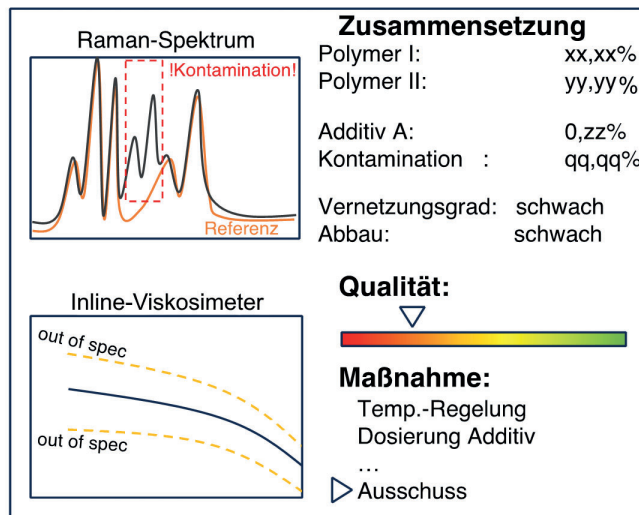 Raman-Spektrum
!Kontamination!
Referenz
Inline-Viskosimeter
out of spec
out of spec
Zusammensetzung
Polymer I: xx,xx%
Polymer II: yy,yy%
Additiv A: 0,zz%
Kontamination : qq,qq%
Vernetzungsgrad: schwach
Abbau: schwach
Qualität:
Maßnahme:
Temp.-Regelung
Dosierung Additiv
...
Ausschuss